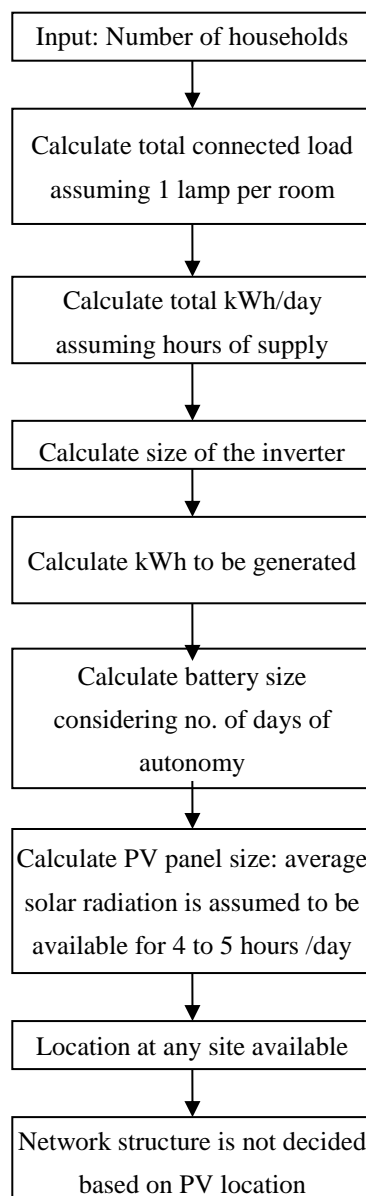 Input: Number of households
Calculate total connected load
assuming 1 lamp per room
Calculate total kWh/day
assuming hours of supply
Calculate size of the inverter
Calculate kWh to be generated
Calculate battery size
considering no. of days of
autonomy
Calculate PV panel size: average
solar radiation is assumed to be
available for 4 to 5 hours /day
Location at any site available
Network structure is not decided
based on PV location